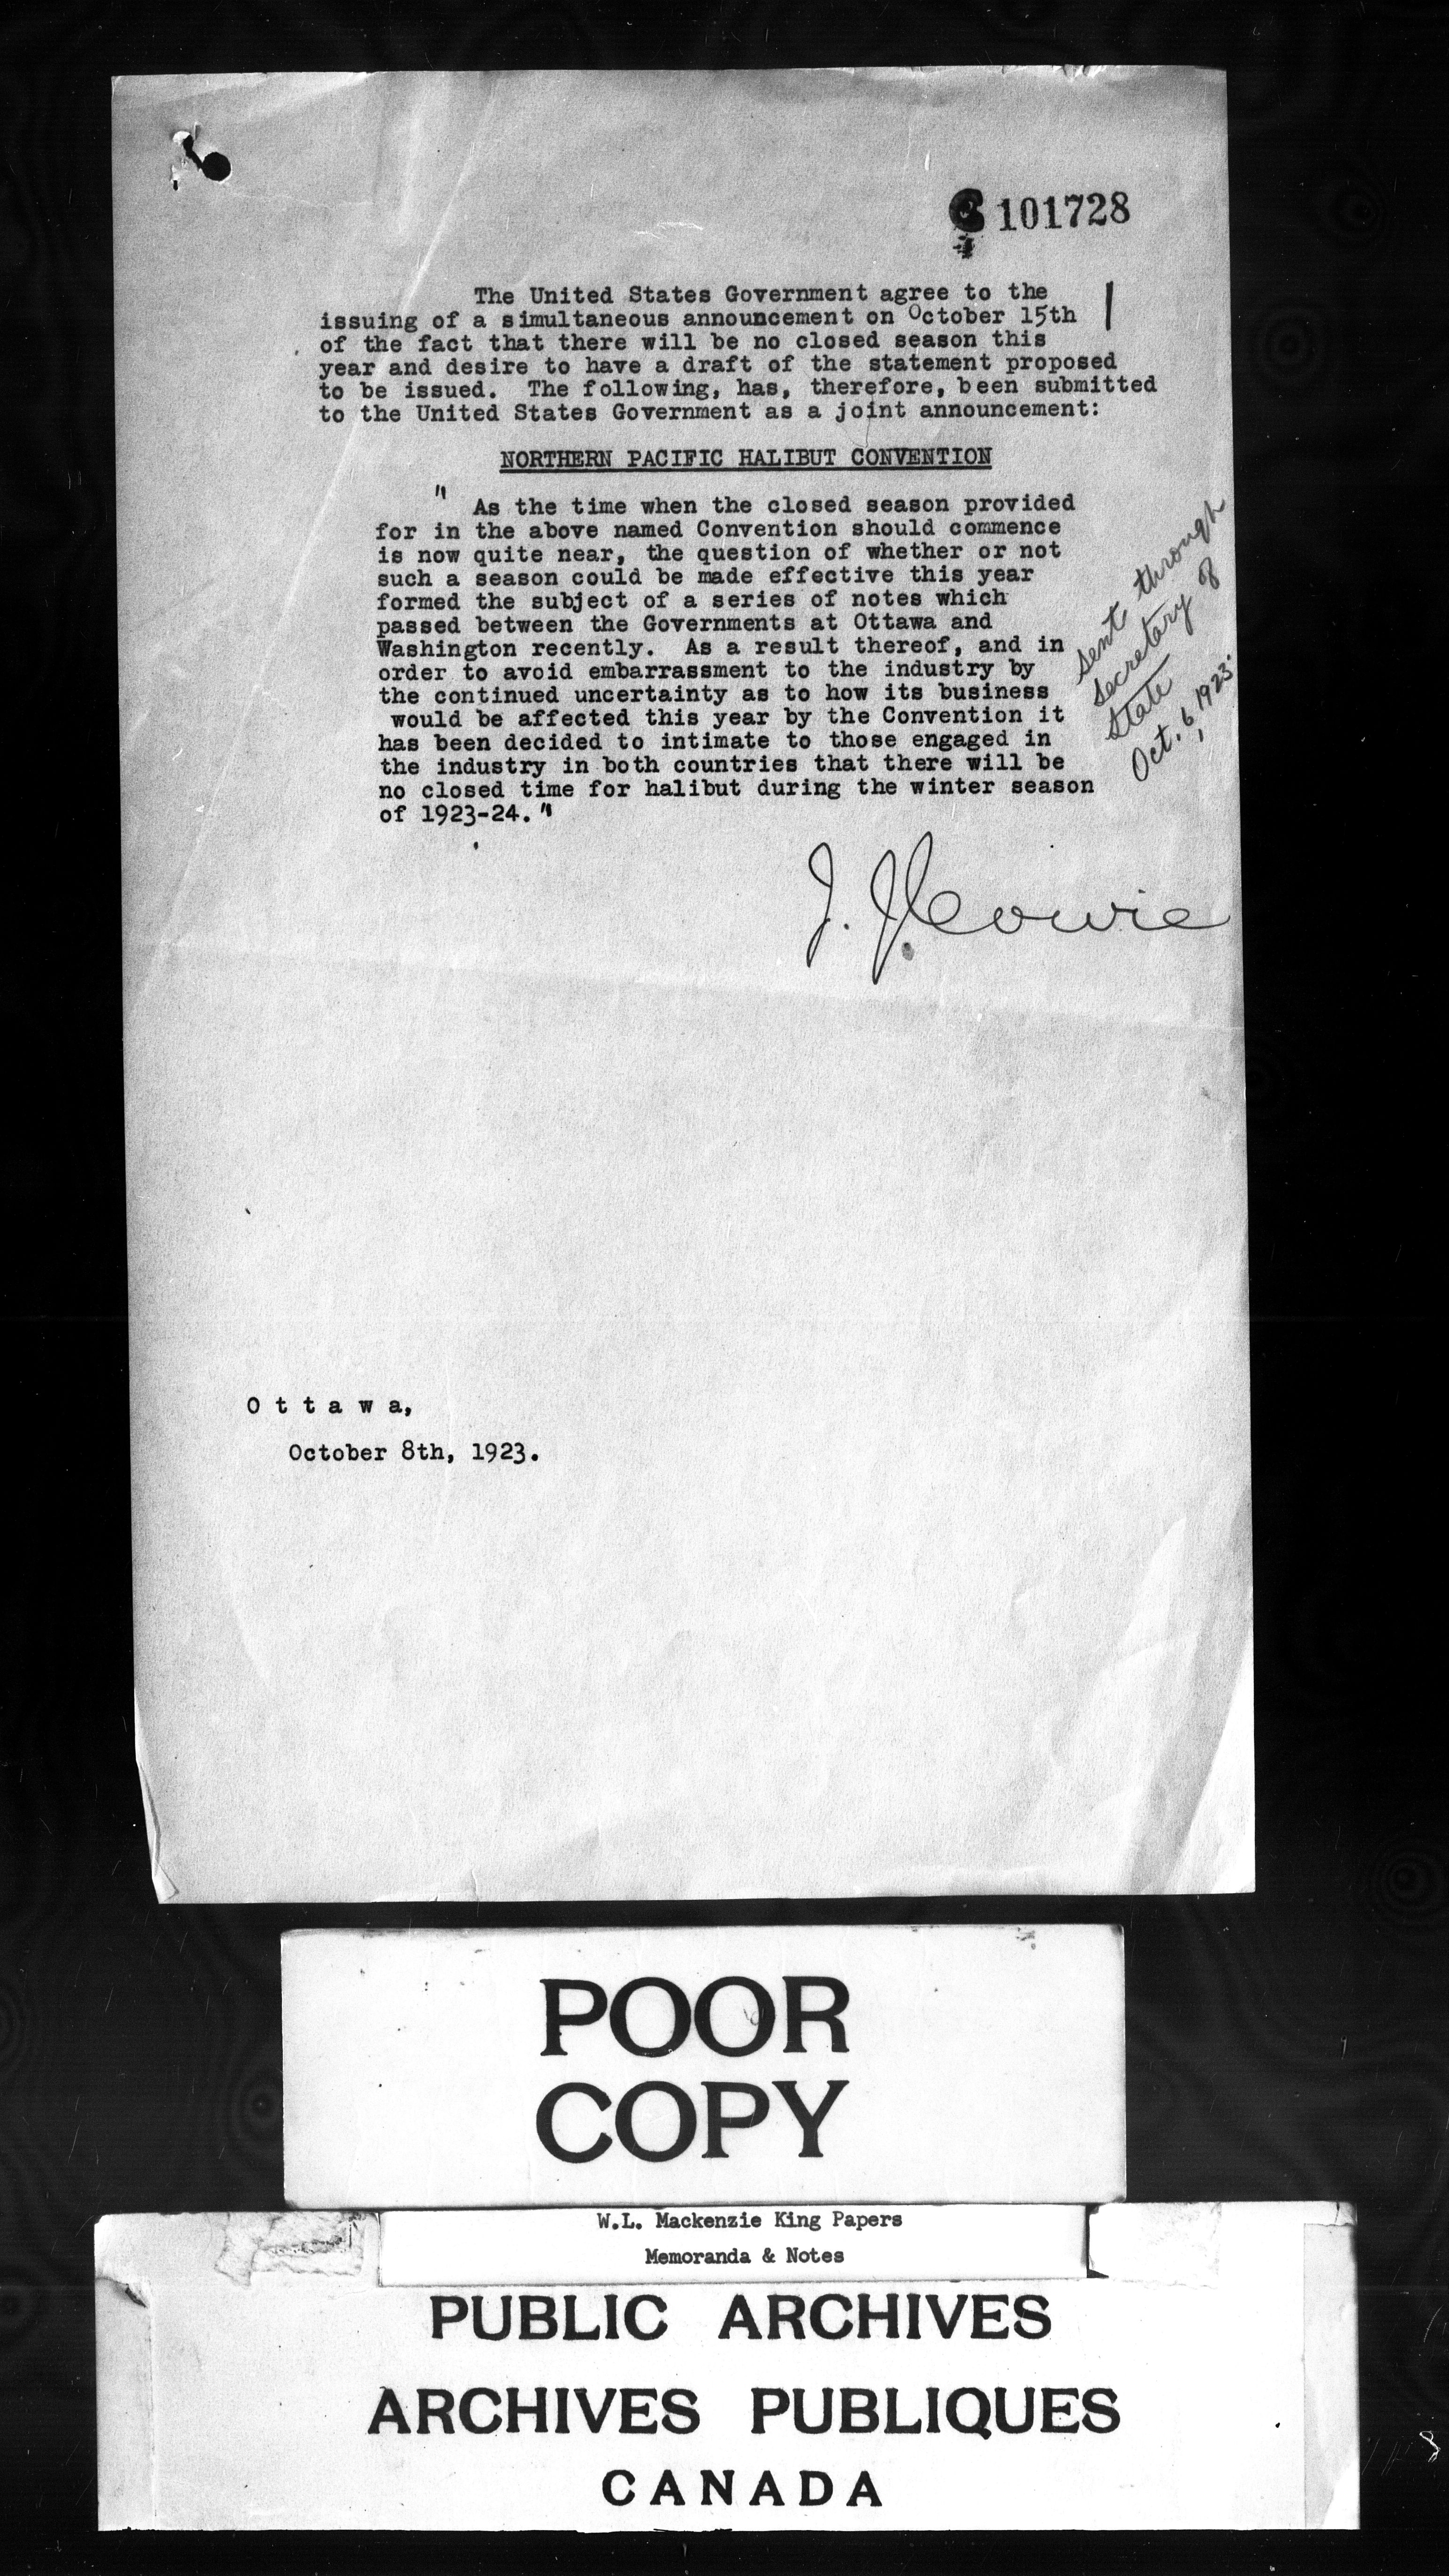 C101728
The United States Government agree to the
issuing of a simultaneous announcement on October 15th
of the fact that there will be no closed season this
year and desire to have a draft of the statement proposed
to be issued. The following, has, therefore, been submitted
to the United States Government as a joint announcement:
NORTHERN PACIFIC HALIBUT CONVENTION
" As the time when the closed season provided
for in the above named Convention should commence
is now quite near, the question of whether or not
such a season could be made effective this year
formed the subject of a series of notes which
passed between the Governments at Ottawa and
Washington recently. As a result thereof, and in
order to avoid embarrassment to the industry by
the continued uncertainty as to how its business
would be affected this year by the Convention it
has been decided to intimate to those engaged in
the industry in both countries that there will be
no closed time for halibut during the winter season
of 1923-24."
sent through
Secretary of
State
Oct. 6, 1923.
J. J. Cowie
Ottawa,
October 8th, 1923.
POOR
COPY
W.L. Mackenzie King Papers
Memoranda & Notes
PUBLIC ARCHIVES
ARCHIVES PUBLIQUES
CANADA